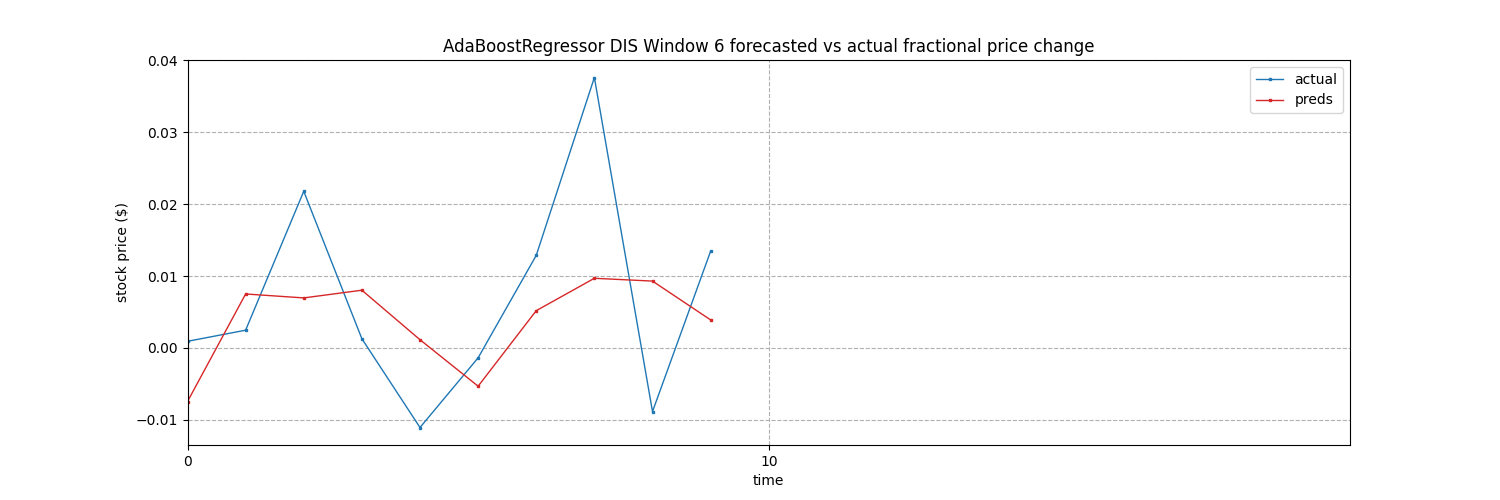 AdaBoostRegressor DIS Window 6 forecasted vs actual fractional price change
actual
preds
0.04
0.03
0.02
0.01
0.00
−0.01
stock price ($)
0
10
time